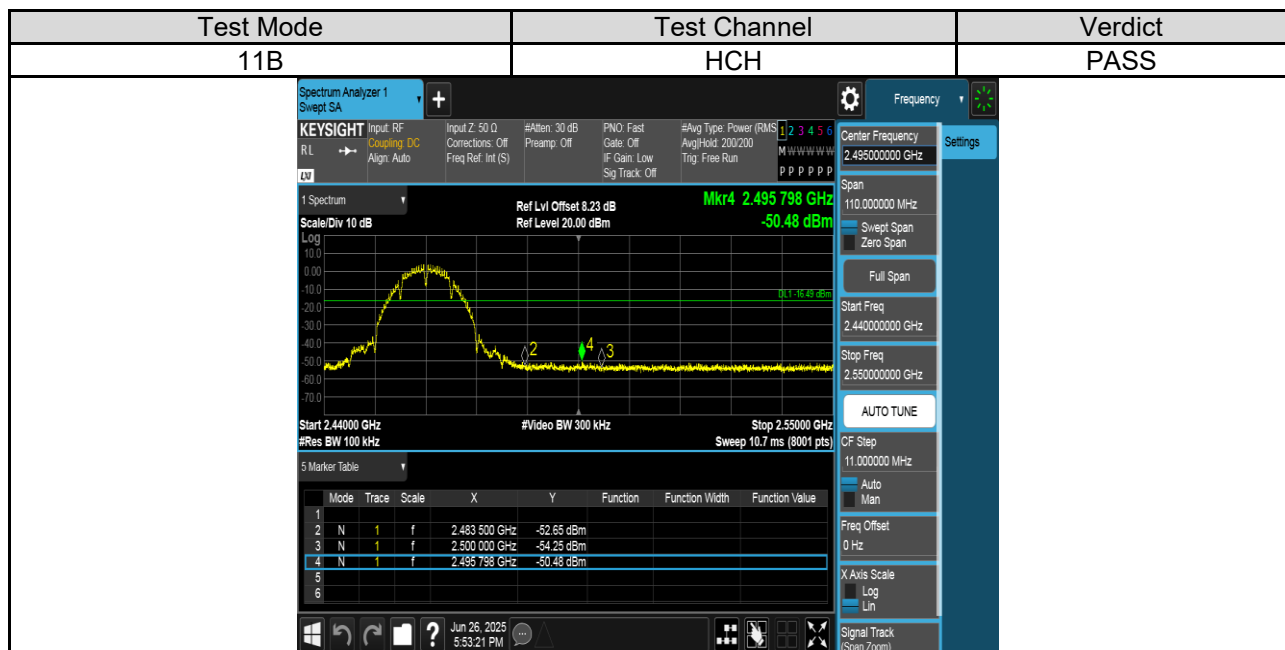 Test Mode Test Channel Verdict
11B HCH PASS
Spectrum Analyzer 1
Swept SA
+
Frequency
KEYSIGHT
RL
LXI
Input: RF
Coupling: DC
Align: Auto
Input Z: 50 Ω
Corrections: Off
Freq Ref: Int (S)
#Atten: 30 dB
Preamp: Off
PNO: Fast
Gate: Off
IF Gain: Low
Sig Track: Off
#Avg Type: Power (RMS
Avg|Hold: 200/200
Trig: Free Run
1 2 3 4 5 6
M W W W W W
P P P P P P
Settings
1 Spectrum
Scale/Div 10 dB
Ref Lvl Offset 8.23 dB
Ref Level 20.00 dBm
Mkr4 2.495 798 GHz
-50.48 dBm
Log
10.0
0.00
-10.0
-20.0
-30.0
-40.0
-50.0
-60.0
-70.0
DL1 -16.49 dBm
2
4
3
Start 2.44000 GHz
#Res BW 100 kHz
#Video BW 300 kHz
Stop 2.55000 GHz
Sweep 10.7 ms (8001 pts)
5 Marker Table
Mode Trace Scale X Y Function Function Width Function Value
1
2 N 1 f 2.483 500 GHz -52.65 dBm
3 N 1 f 2.500 000 GHz -54.25 dBm
4 N 1 f 2.495 798 GHz -50.48 dBm
5
6
Center Frequency
2.495000000 GHz
Span
110.000000 MHz
Swept Span
Zero Span
Full Span
Start Freq
2.440000000 GHz
Stop Freq
2.550000000 GHz
AUTO TUNE
CF Step
11.000000 MHz
Auto
Man
Freq Offset
0 Hz
X Axis Scale
Log
Lin
Signal Track
(Span Zoom)
?
Jun 26, 2025
5:53:21 PM